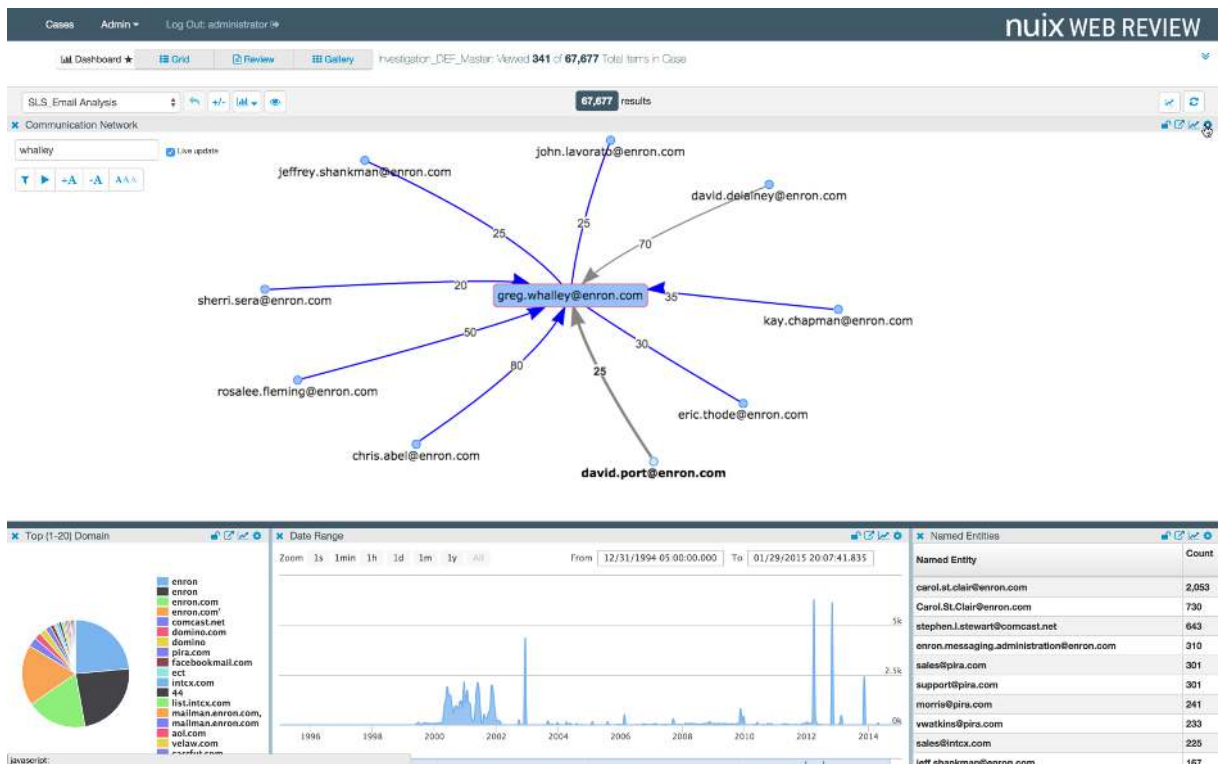 Cases Admin Log Out: administrator
nuix WEB REVIEW
Dashboard ★ Grid Review Gallery Investigation_DEF_Master: Viewed 341 of 67,677 Total items in Case
SLS_Email Analysis +/- 67,677 results
Communication Network
whalley Live update
+A -A AAA
john.lavorato@enron.com
jeffrey.shankman@enron.com
david.delainey@enron.com
25
25
70
20
greg.whalley@enron.com
35
sherri.sera@enron.com
kay.chapman@enron.com
50
30
80
25
rosalee.fleming@enron.com
eric.thode@enron.com
chris.abel@enron.com
david.port@enron.com
Top (1-20) Domain
enron
enron
enron.com
enron.com'
comcast.net
domino.com
domino
pira.com
facebookmail.com
ect
intcx.com
44
list.intcx.com
mailman.enron.com,
mailman.enron.com
aol.com
velaw.com
javascript:
Date Range
Zoom 1s 1min 1h 1d 1m 1y All From 12/31/1994 05:00:00.000 To 01/29/2015 20:07:41.835
5k
2.5k
0k
1996 1998 2000 2002 2004 2006 2008 2010 2012 2014
Named Entities
Named Entity Count
carol.st.clair@enron.com 2,053
Carol.St.Clair@enron.com 730
stephen.l.stewart@comcast.net 643
enron.messaging.administration@enron.com 310
sales@pira.com 301
support@pira.com 301
morris@pira.com 241
vwatkins@pira.com 233
sales@intcx.com 225
jeff.shankman@enron.com 167